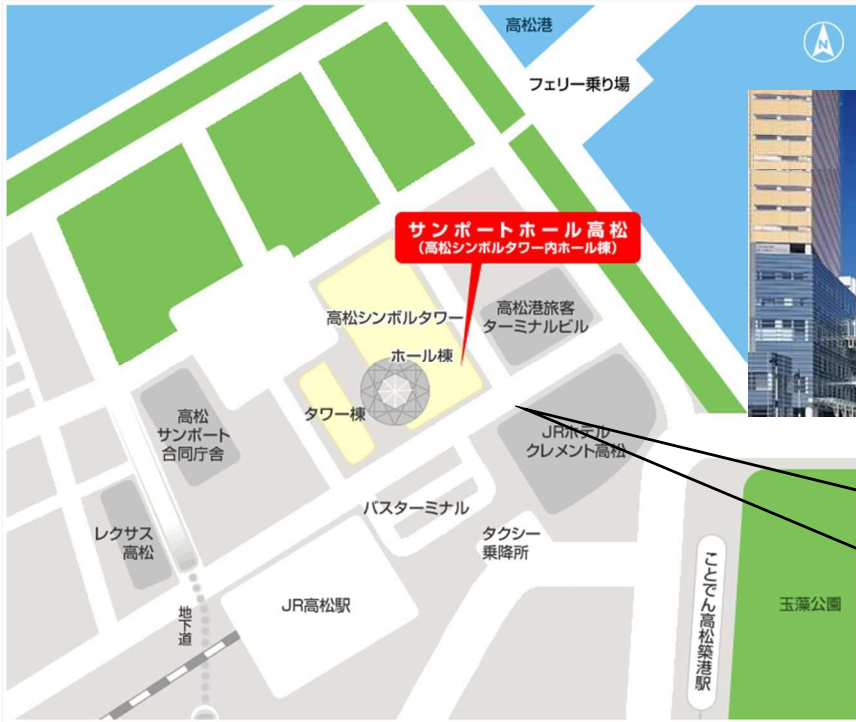 高松港
N
フェリー乗り場
サンポートホール高松
(高松シンボルタワー内ホール棟)
高松シンボルタワー
高松港旅客
ターミナルビル
ホール棟
タワー棟
高松
サンポート
合同庁舎
JRホテル
クレメント高松
バスターミナル
レクサス
高松
タクシー
乗降所
ことでん高松築港駅
玉藻公園
JR高松駅
地下道